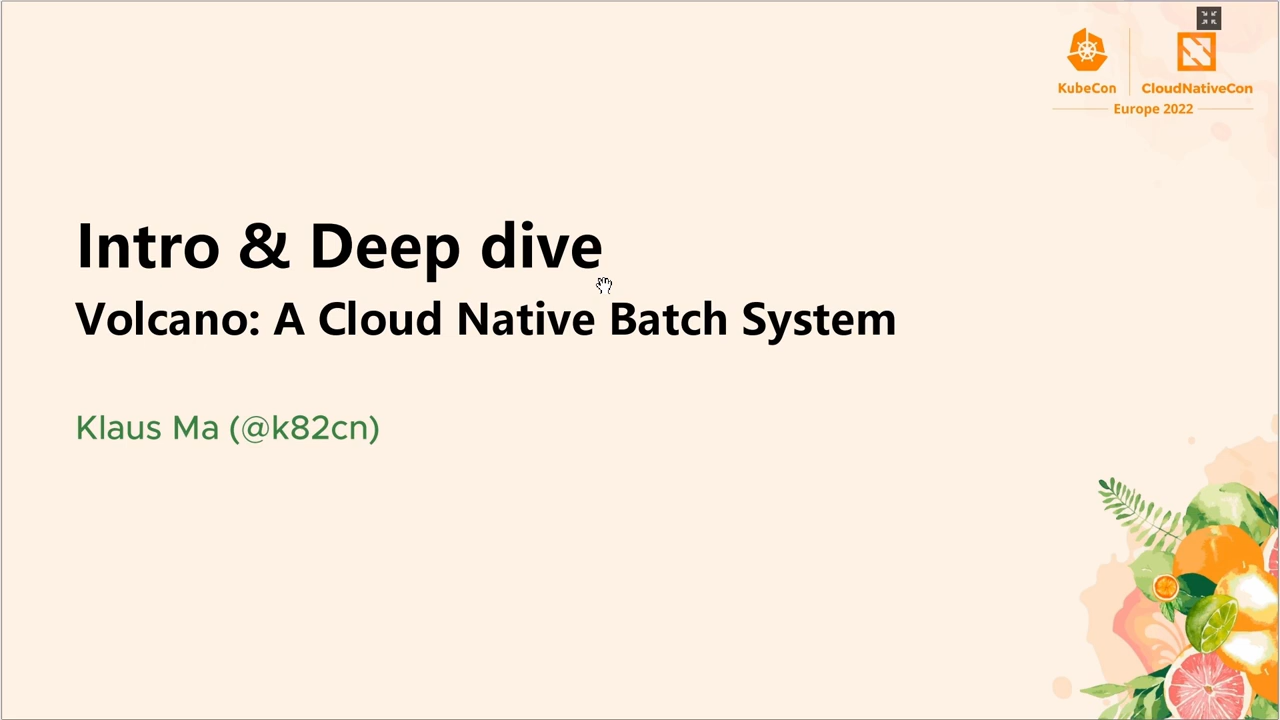 KubeCon
CloudNativeCon
Europe 2022
Intro & Deep dive
Volcano: A Cloud Native Batch System
Klaus Ma (@k82cn)